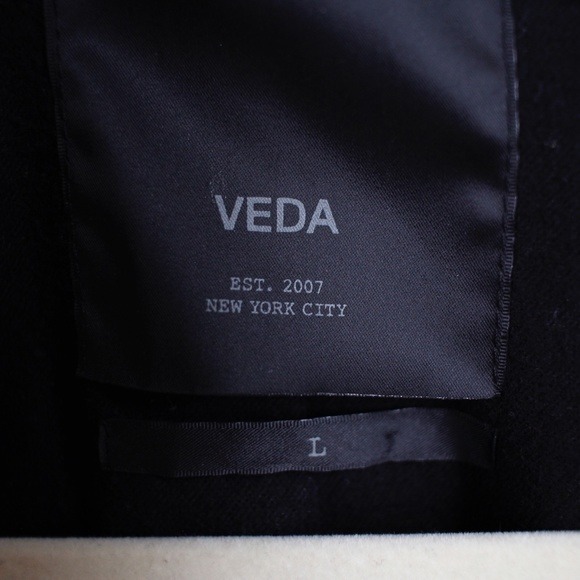 VEDA
EST. 2007
NEW YORK CITY
L